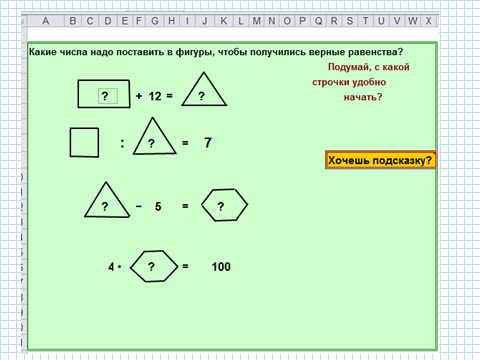 A B C D E F G H I J K L M N O P Q R S T U V W X
Какие числа надо поставить в фигуры, чтобы получились верные равенства?
Подумай, с какой
строчки удобно
начать?
? + 12 = ?
: ? = 7
Хочешь подсказку?
? – 5 = ?
4 • ? = 100